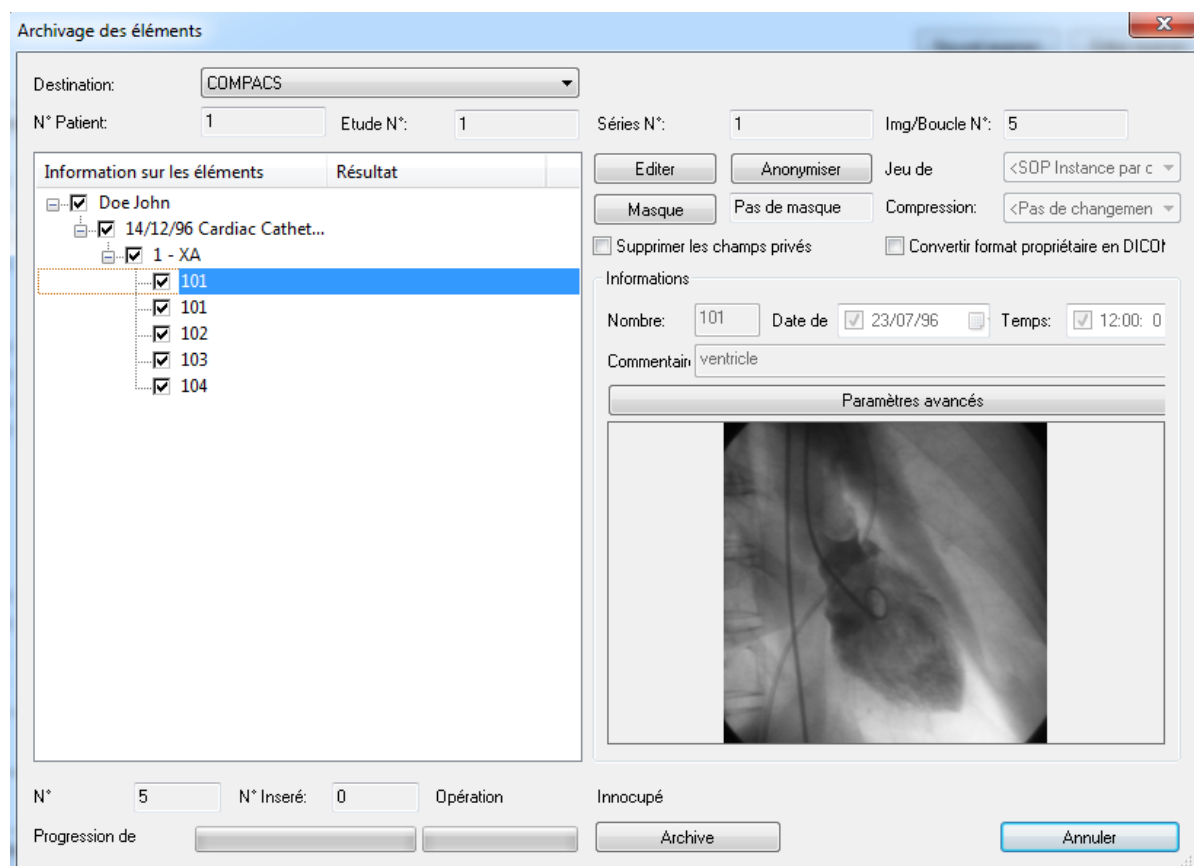 Archivage des éléments
Destination: COMPACS
N° Patient: 1 Etude N°: 1 Séries N°: 1 Img/Boucle N°: 5
Information sur les éléments Résultat
Editer Anonymiser Jeu de <SOP Instance par c
Masque Pas de masque Compression: <Pas de changemen
Doe John
14/12/96 Cardiac Cathet...
1 - XA
101
101
102
103
104
Supprimer les champs privés Convertir format propriétaire en DICOM
Informations
Nombre: 101 Date de 23/07/96 Temps: 12:00: 0
Commentair ventricle
Paramètres avancés
N° 5 N° Inseré: 0 Opération Innocupé
Progression de Archive Annuler